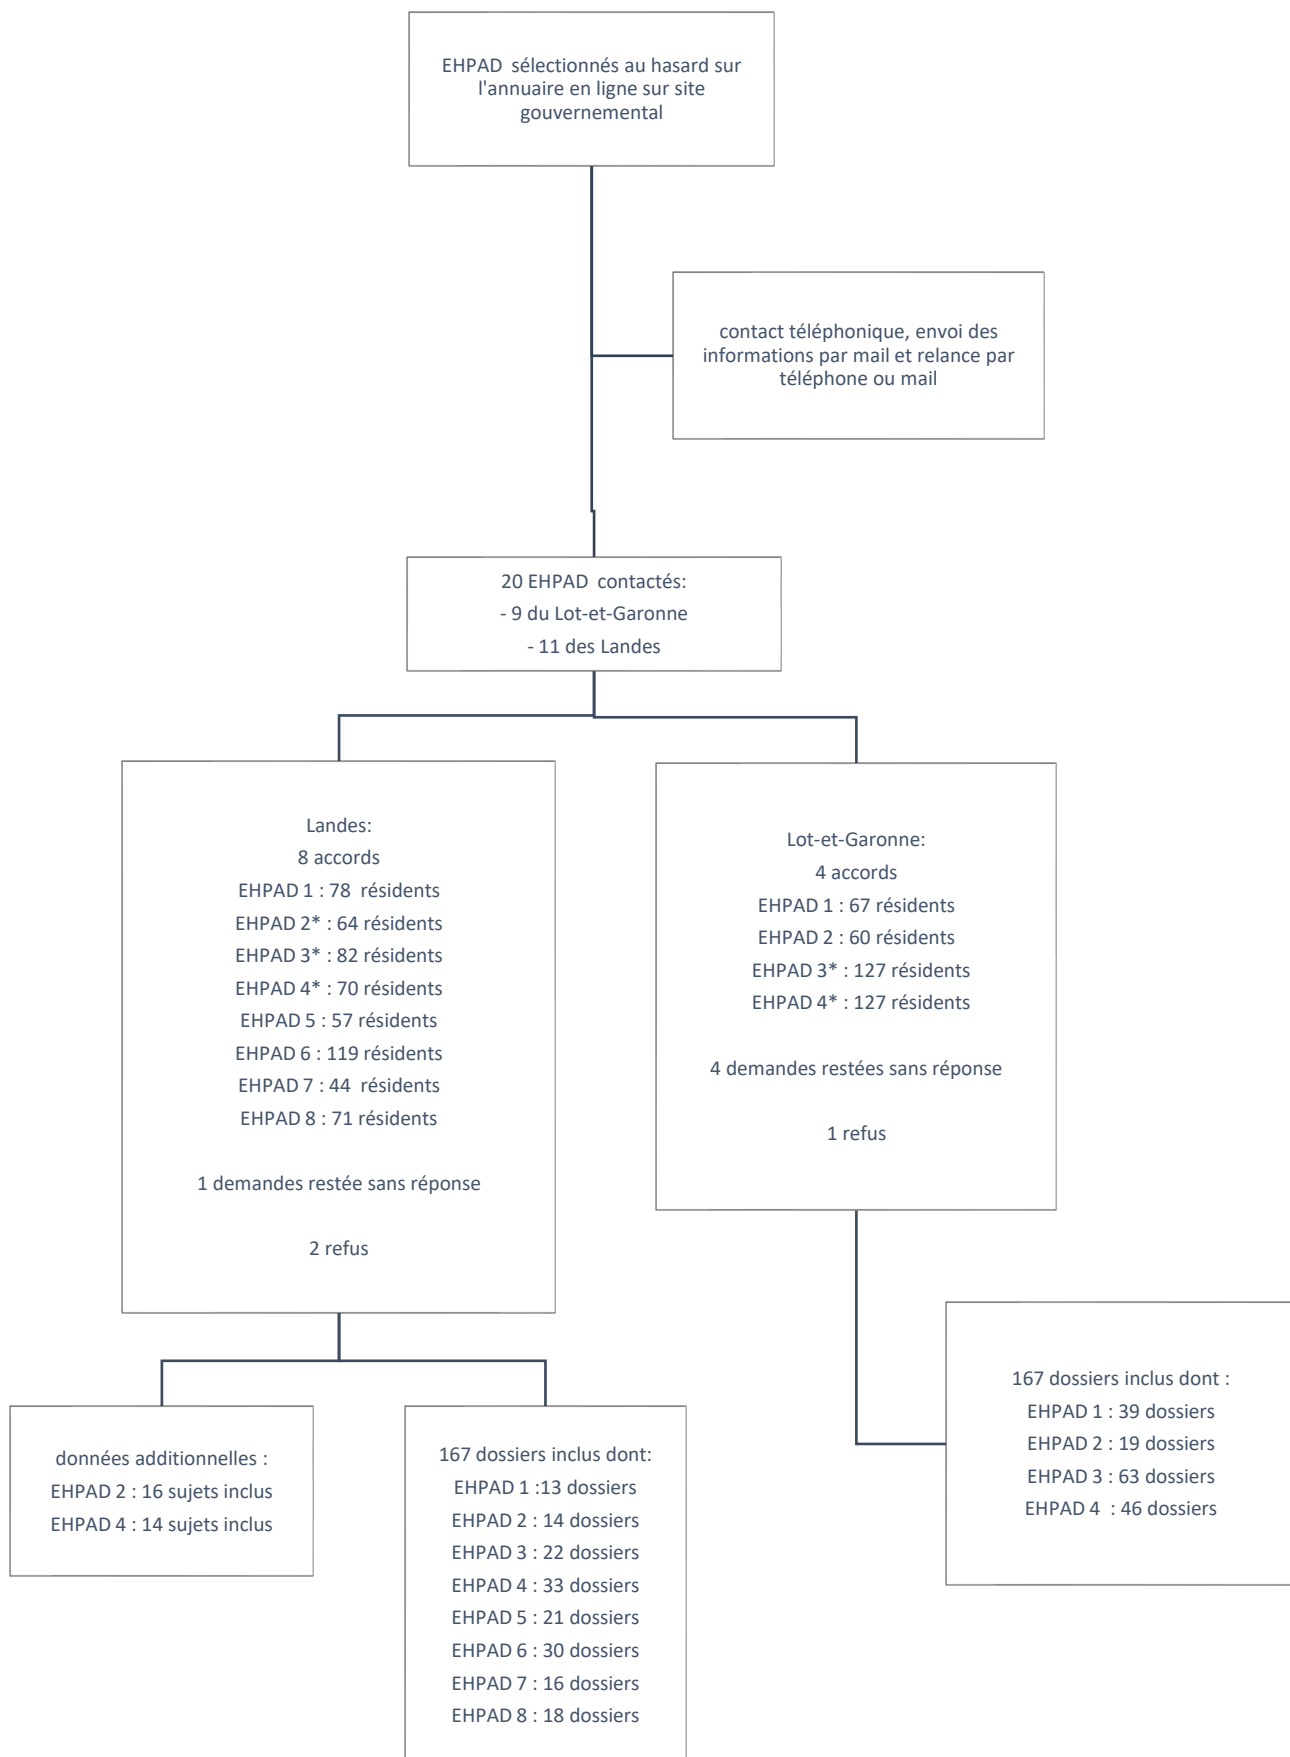 EHPAD sélectionnés au hasard sur
l'annuaire en ligne sur site
gouvernemental
contact téléphonique, envoi des
informations par mail et relance par
téléphone ou mail
20 EHPAD contactés:
- 9 du Lot-et-Garonne
- 11 des Landes
Landes:
8 accords
EHPAD 1 : 78 résidents
EHPAD 2* : 64 résidents
EHPAD 3* : 82 résidents
EHPAD 4* : 70 résidents
EHPAD 5 : 57 résidents
EHPAD 6 : 119 résidents
EHPAD 7 : 44 résidents
EHPAD 8 : 71 résidents
1 demandes restée sans réponse
2 refus
Lot-et-Garonne:
4 accords
EHPAD 1 : 67 résidents
EHPAD 2 : 60 résidents
EHPAD 3* : 127 résidents
EHPAD 4* : 127 résidents
4 demandes restées sans réponse
1 refus
données additionnelles :
EHPAD 2 : 16 sujets inclus
EHPAD 4 : 14 sujets inclus
167 dossiers inclus dont:
EHPAD 1 :13 dossiers
EHPAD 2 : 14 dossiers
EHPAD 3 : 22 dossiers
EHPAD 4 : 33 dossiers
EHPAD 5 : 21 dossiers
EHPAD 6 : 30 dossiers
EHPAD 7 : 16 dossiers
EHPAD 8 : 18 dossiers
167 dossiers inclus dont :
EHPAD 1 : 39 dossiers
EHPAD 2 : 19 dossiers
EHPAD 3 : 63 dossiers
EHPAD 4 : 46 dossiers